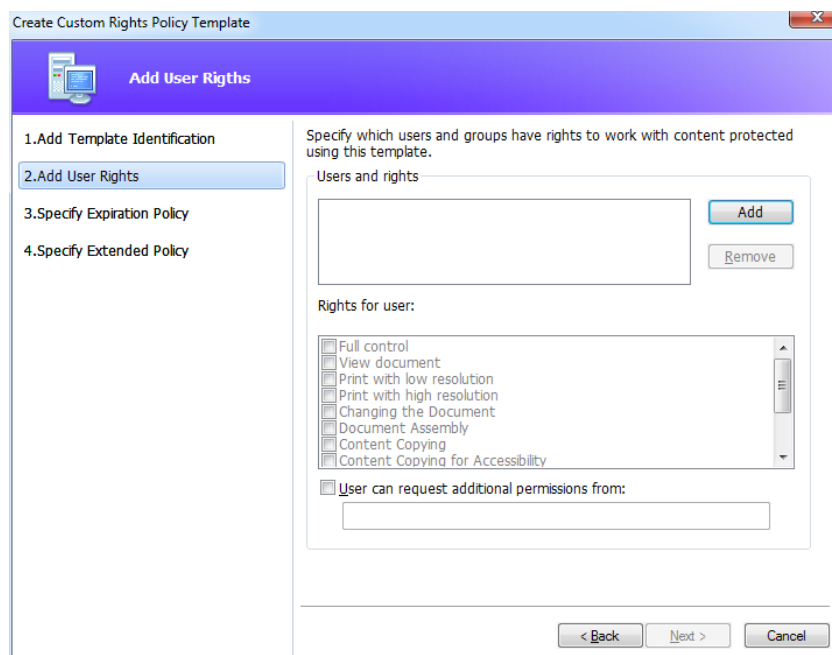 Create Custom Rights Policy Template
Add User Rigths
1.Add Template Identification
2.Add User Rights
3.Specify Expiration Policy
4.Specify Extended Policy
Specify which users and groups have rights to work with content protected
using this template.
Users and rights
Add
Remove
Rights for user:
Full control
View document
Print with low resolution
Print with high resolution
Changing the Document
Document Assembly
Content Copying
Content Copying for Accessibility
User can request additional permissions from:
< Back
Next >
Cancel